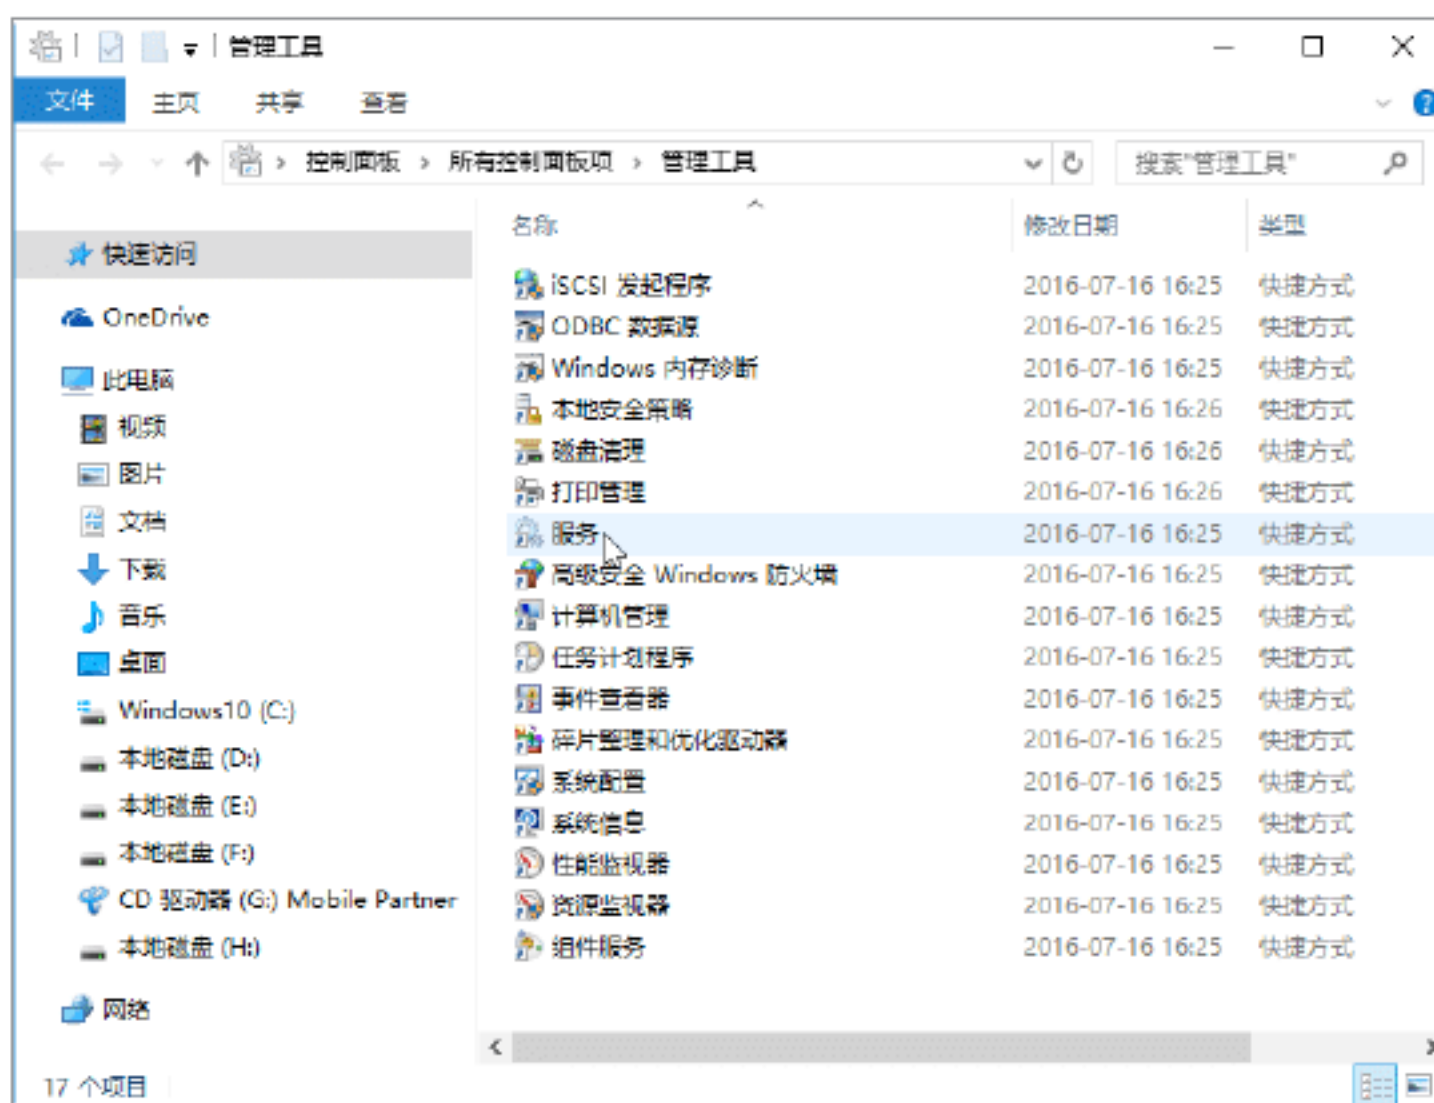 管理工具
文件 主页 共享 查看
控制面板 > 所有控制面板项 > 管理工具 搜索"管理工具"
名称 修改日期 类型
快速访问
OneDrive
此电脑
视频
图片
文档
下载
音乐
桌面
Windows10 (C:)
本地磁盘 (D:)
本地磁盘 (E:)
本地磁盘 (F:)
CD 驱动器 (G:) Mobile Partner
本地磁盘 (H:)
网络
iSCSI 发起程序 2016-07-16 16:25 快捷方式
ODBC 数据源 2016-07-16 16:25 快捷方式
Windows 内存诊断 2016-07-16 16:25 快捷方式
本地安全策略 2016-07-16 16:26 快捷方式
磁盘清理 2016-07-16 16:26 快捷方式
打印管理 2016-07-16 16:26 快捷方式
服务 2016-07-16 16:25 快捷方式
高级安全 Windows 防火墙 2016-07-16 16:25 快捷方式
计算机管理 2016-07-16 16:25 快捷方式
任务计划程序 2016-07-16 16:25 快捷方式
事件查看器 2016-07-16 16:25 快捷方式
碎片整理和优化驱动器 2016-07-16 16:25 快捷方式
系统配置 2016-07-16 16:25 快捷方式
系统信息 2016-07-16 16:25 快捷方式
性能监视器 2016-07-16 16:25 快捷方式
资源监视器 2016-07-16 16:25 快捷方式
组件服务 2016-07-16 16:25 快捷方式
17 个项目